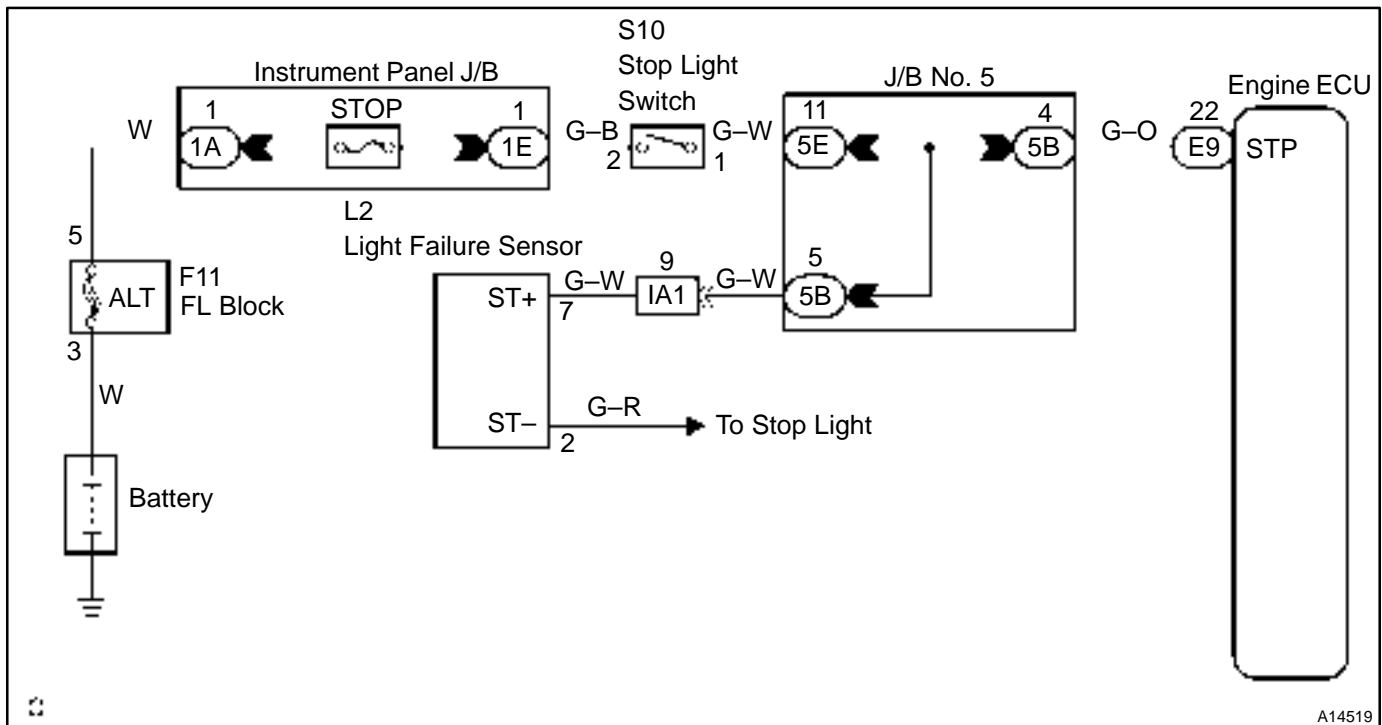 S10
Stop Light
Switch
Instrument Panel J/B
J/B No. 5
Engine ECU
1
STOP
1
11
4
22
W
1A
1E
G–B
G–W
5E
5B
G–O
E9
STP
2
1
L2
Light Failure Sensor
5
ALT
F11
FL Block
3
W
ST+
G–W
7
9
IA1
G–W
5
5B
ST–
G–R
2
To Stop Light
Battery
A14519